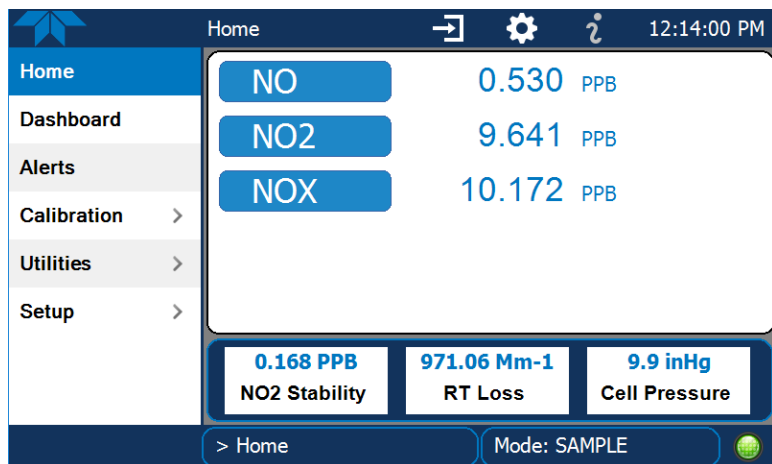 Home 12:14:00 PM
Home
Dashboard
Alerts
Calibration >
Utilities >
Setup >
NO 0.530 PPB
NO2 9.641 PPB
NOX 10.172 PPB
0.168 PPB
NO2 Stability
971.06 Mm-1
RT Loss
9.9 inHg
Cell Pressure
> Home
Mode: SAMPLE